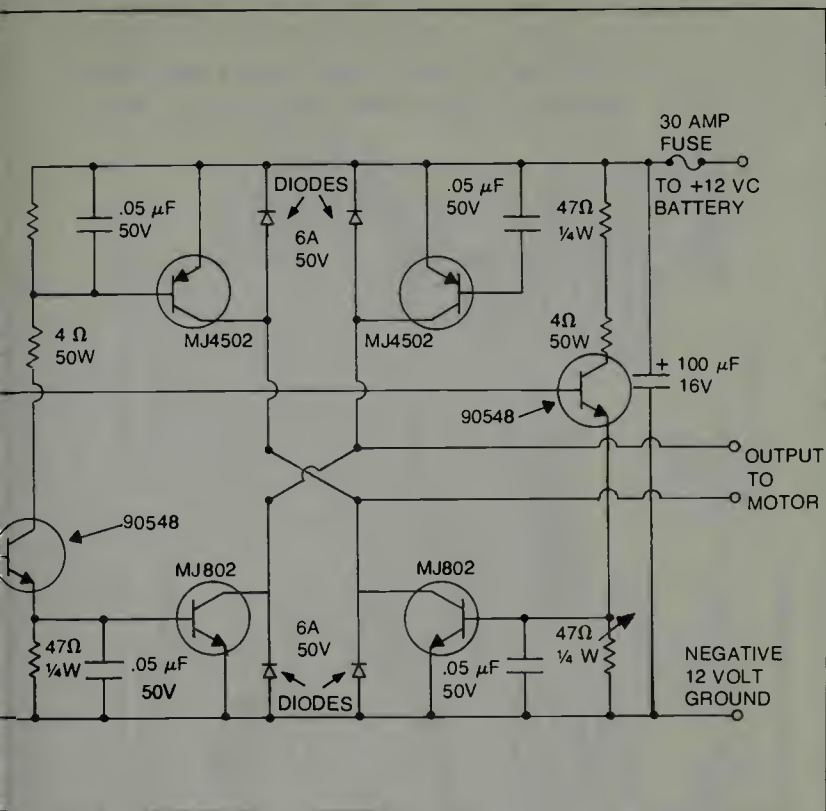 30 AMP
FUSE
TO +12 VC
BATTERY
.05 μF
50V
DIODES
6A
50V
.05 μF
50V
47Ω
¼W
4 Ω
50W
MJ4502
MJ4502
4Ω
50W
+ 100 μF
16V
90548
OUTPUT
TO
MOTOR
90548
MJ802
MJ802
47Ω
¼W
.05 μF
50V
6A
50V
DIODES
.05 μF
50V
47Ω
¼ W
NEGATIVE
12 VOLT
GROUND